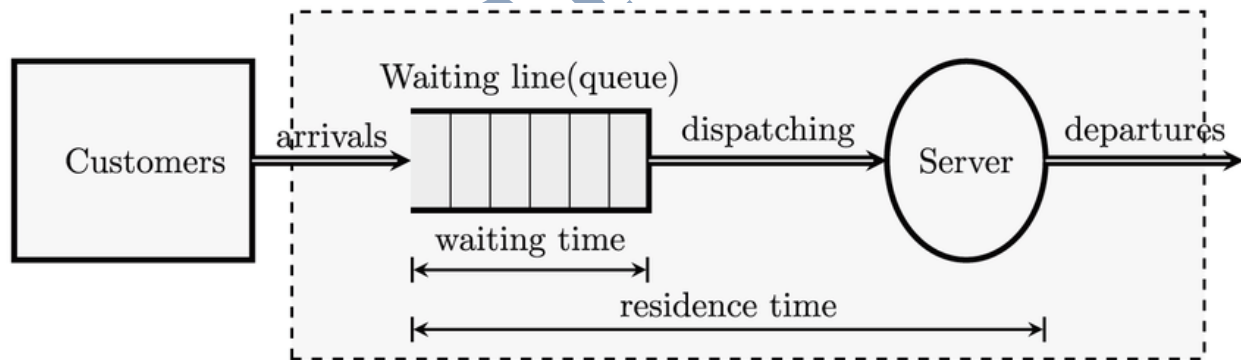 Waiting line(queue)
Customers
arrivals
dispatching
Server
departures
waiting time
residence time